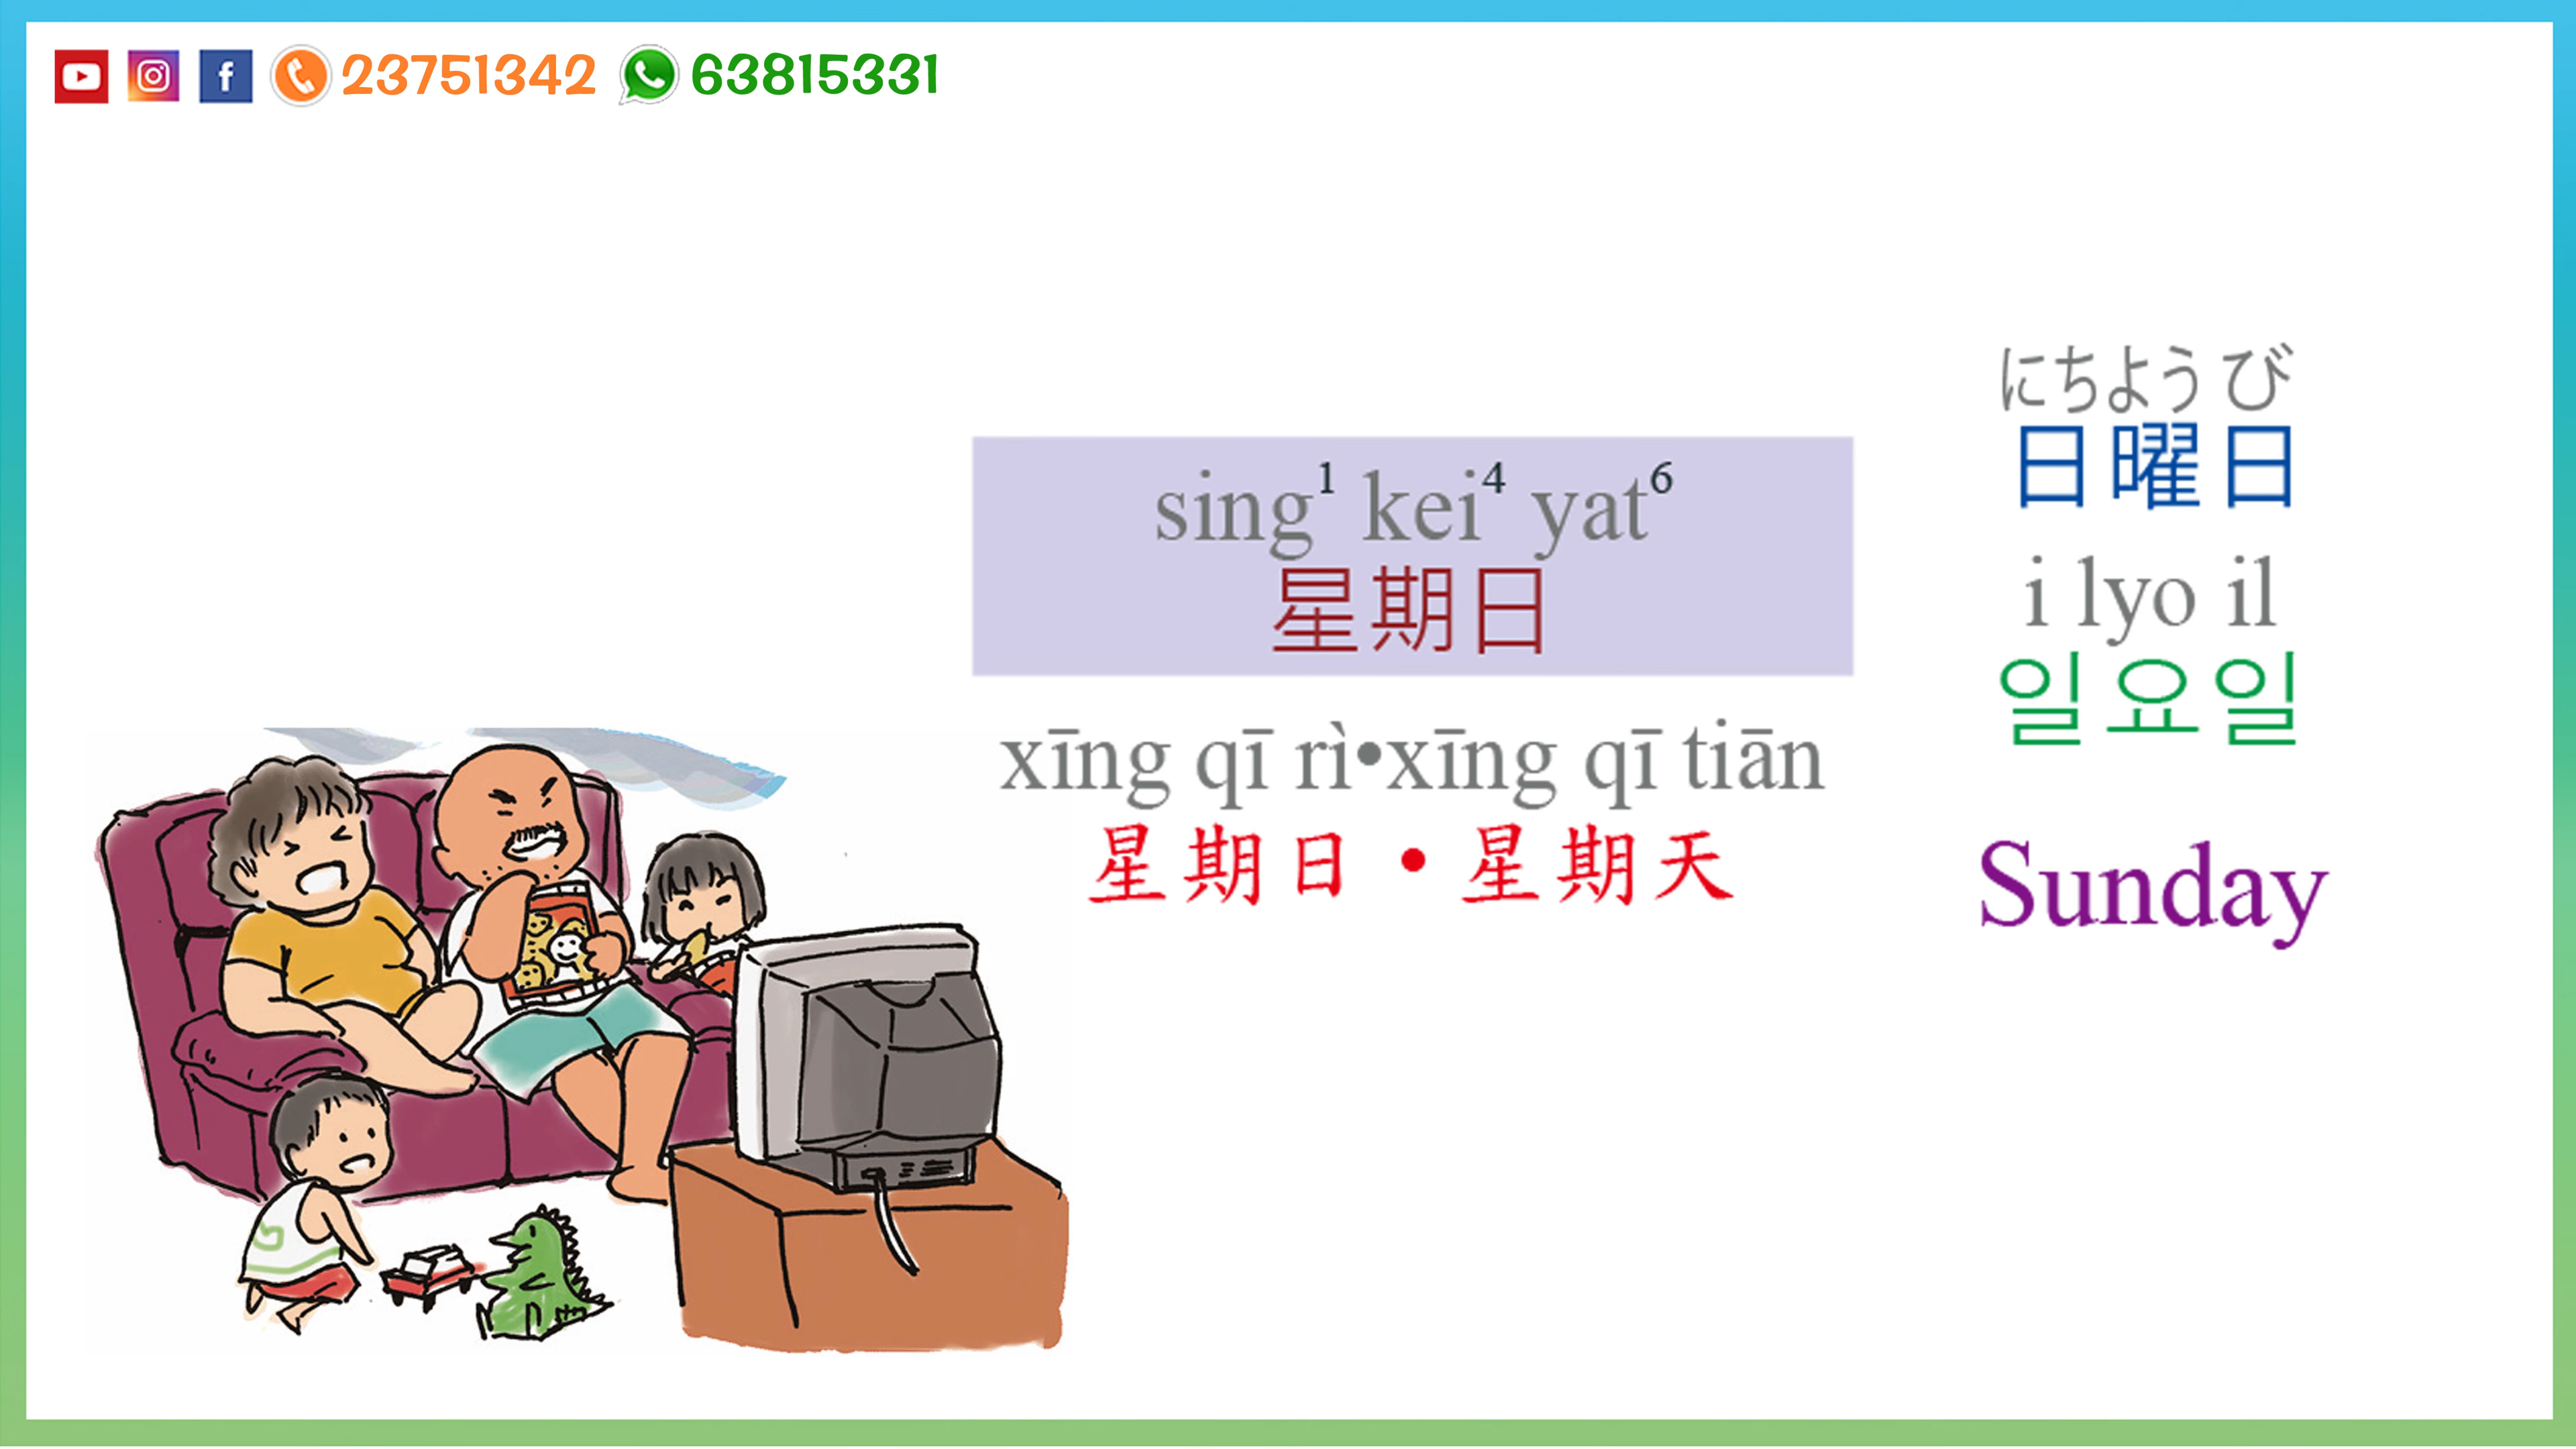 23751342 63815331
sing¹ kei⁴ yat⁶
星期日
xīng qī rì•xīng qī tiān
星期日•星期天
にちよう び
日曜日
i lyo il
일요일
Sunday